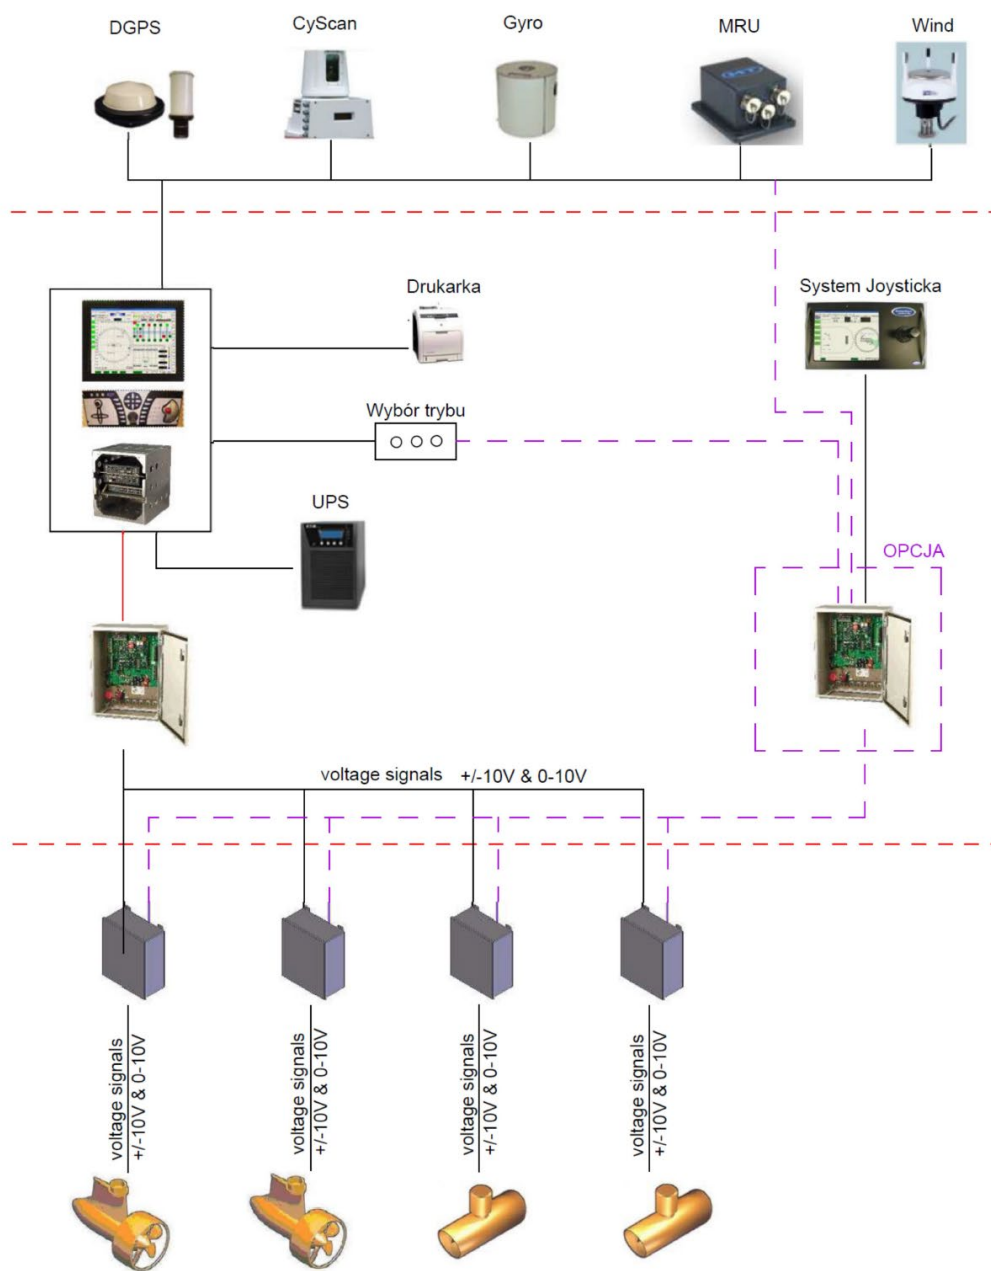 DGPS
CyScan
Gyro
MRU
Wind
Drukarka
System Joysticka
Wybór trybu
UPS
OPCJA
voltage signals +/-10V & 0-10V
voltage signals
+/-10V & 0-10V
voltage signals
+/-10V & 0-10V
voltage signals
+/-10V & 0-10V
voltage signals
+/-10V & 0-10V